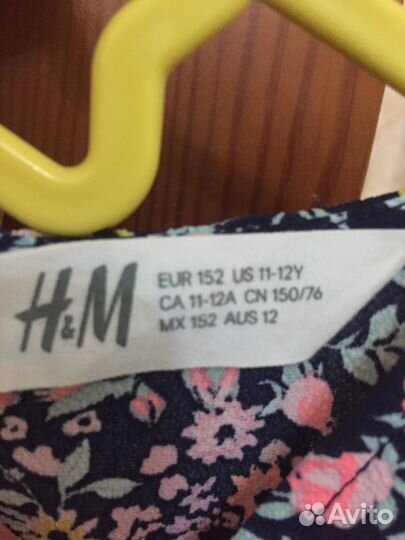 H&M
EUR 152 US 11-12Y
CA 11-12A CN 150/76
MX 152 AUS 12
Avito